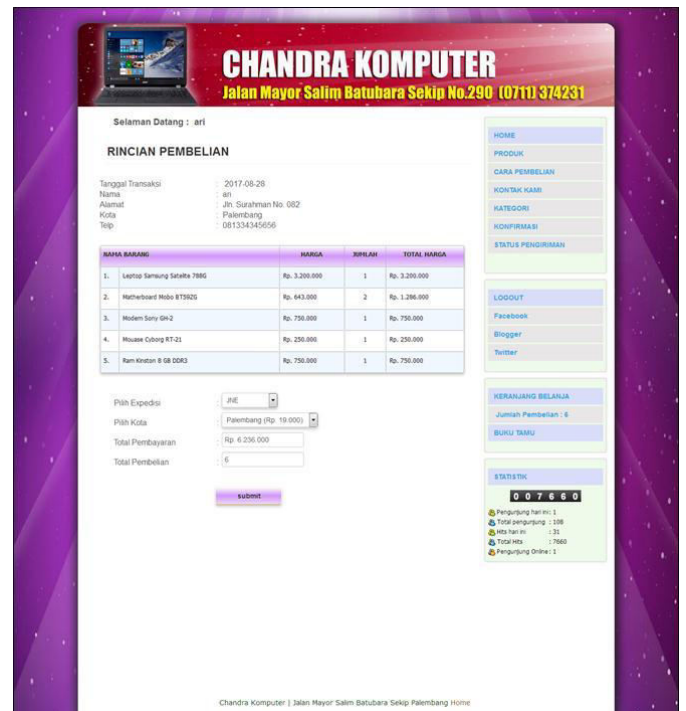 CHANDRA KOMPUTER
Jalan Mayor Salim Batubara Sekip No.290 (0711) 374231
Selaman Datang : ari
RINCIAN PEMBELIAN
Tanggal Transaksi : 2017-08-28
Nama : ari
Alamat : Jln. Surahman No. 082
Kota : Palembang
Telp : 081334345656
NAMA BARANG HARGA JUMLAH TOTAL HARGA
1. Leptop Samsung Satelite 788G Rp. 3.200.000 1 Rp. 3.200.000
2. Matherboard Mobo BT592G Rp. 643.000 2 Rp. 1.286.000
3. Modem Sony GH-2 Rp. 750.000 1 Rp. 750.000
4. Mouase Cyborg RT-21 Rp. 250.000 1 Rp. 250.000
5. Ram Kinston 8 GB DDR3 Rp. 750.000 1 Rp. 750.000
Pilih Expedisi : JNE
Pilih Kota : Palembang (Rp. 19.000)
Total Pembayaran : Rp. 6.236.000
Total Pembelian : 6
submit
HOME
PRODUK
CARA PEMBELIAN
KONTAK KAMI
KATEGORI
KONFIRMASI
STATUS PENGIRIMAN
LOGOUT
Facebook
Blogger
Twitter
KERANJANG BELANJA
Jumlah Pembelian : 6
BUKU TAMU
STATISTIK
007660
Pengunjung hari ini : 1
Total pengunjung : 108
Hits hari ini : 31
Total Hits : 7660
Pengunjung Online : 1
Chandra Komputer | Jalan Mayor Salim Batubara Sekip Palembang Home